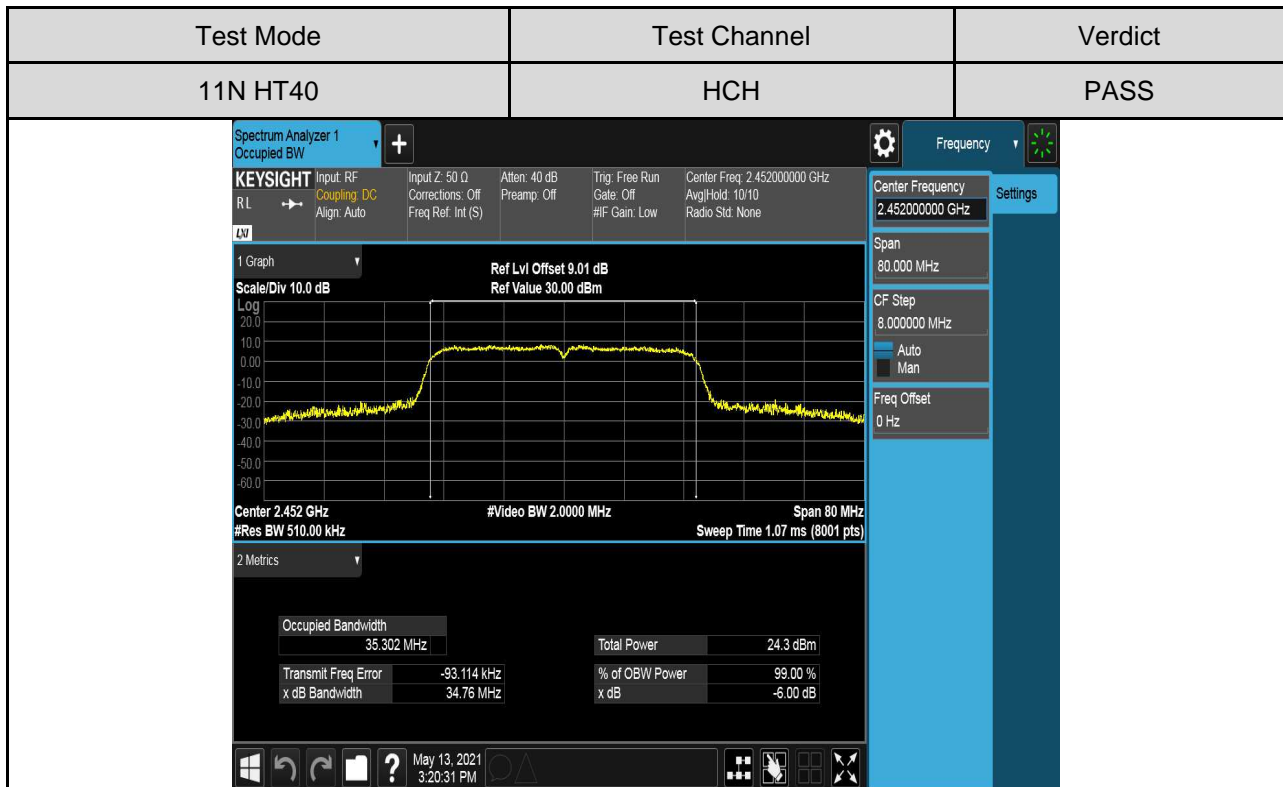 Test Mode Test Channel Verdict
11N HT40 HCH PASS
Spectrum Analyzer 1
Occupied BW
+
Frequency
KEYSIGHT Input: RF Input Z: 50 Ω Atten: 40 dB Trig: Free Run Center Freq: 2.452000000 GHz
RL Coupling: DC Corrections: Off Preamp: Off Gate: Off Avg|Hold: 10/10
Align: Auto Freq Ref: Int (S) #IF Gain: Low Radio Std: None
LXI
Center Frequency
2.452000000 GHz
Settings
Span
80.000 MHz
CF Step
8.000000 MHz
Auto
Man
Freq Offset
0 Hz
1 Graph
Ref Lvl Offset 9.01 dB
Scale/Div 10.0 dB Ref Value 30.00 dBm
Log
20.0
10.0
0.00
-10.0
-20.0
-30.0
-40.0
-50.0
-60.0
Center 2.452 GHz #Video BW 2.0000 MHz Span 80 MHz
#Res BW 510.00 kHz Sweep Time 1.07 ms (8001 pts)
2 Metrics
Occupied Bandwidth
35.302 MHz Total Power 24.3 dBm
Transmit Freq Error -93.114 kHz % of OBW Power 99.00 %
x dB Bandwidth 34.76 MHz x dB -6.00 dB
? May 13, 2021
3:20:31 PM